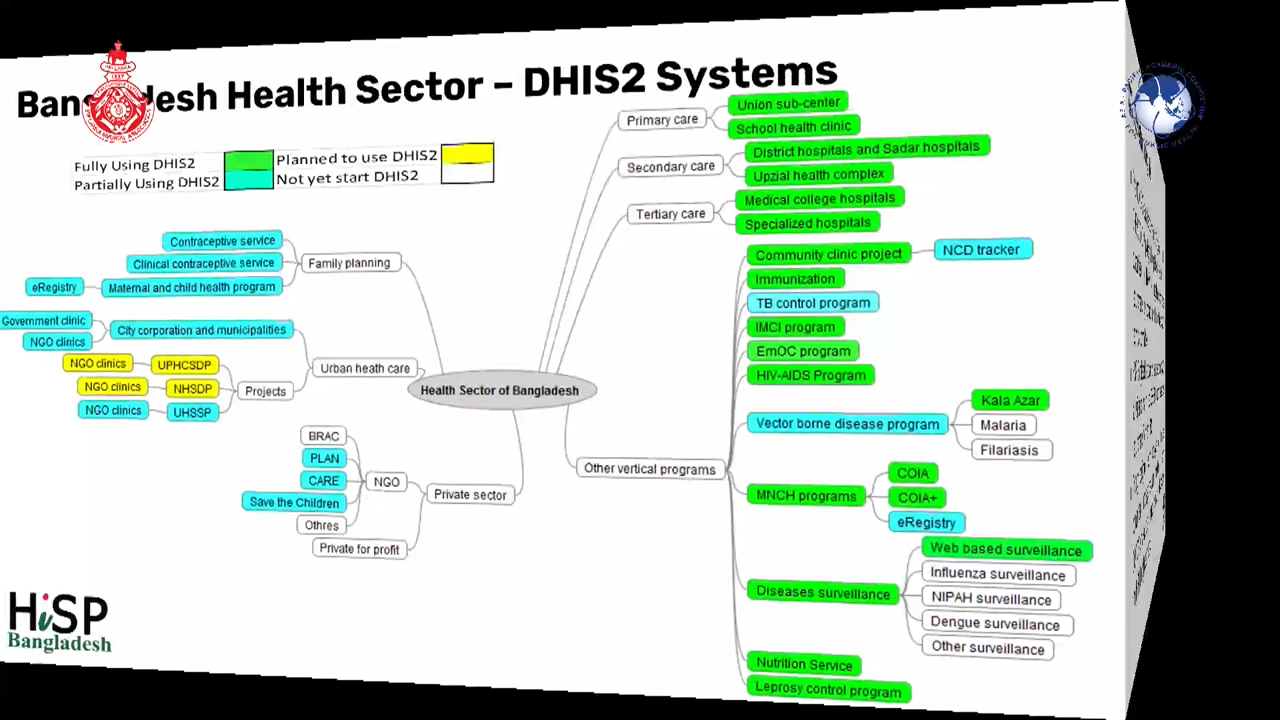 Bangladesh Health Sector – DHIS2 Systems
Fully Using DHIS2
Planned to use DHIS2
Partially Using DHIS2
Not yet start DHIS2
Primary care
Union sub-center
School health clinic
Secondary care
District hospitals and Sadar hospitals
Upzial health complex
Tertiary care
Medical college hospitals
Specialized hospitals
Contraceptive service
Clinical contraceptive service
Family planning
eRegistry
Maternal and child health program
Government clinic
NGO clinics
City corporation and municipalities
NGO clinics
UPHCSDP
NGO clinics
NHSDP
NGO clinics
UHSSP
Projects
Urban heath care
Health Sector of Bangladesh
BRAC
PLAN
CARE
Save the Children
Othres
NGO
Private sector
Private for profit
Other vertical programs
Community clinic project
NCD tracker
Immunization
TB control program
IMCI program
EmOC program
HIV-AIDS Program
Vector borne disease program
Kala Azar
Malaria
Filariasis
MNCH programs
COIA
COIA+
eRegistry
Diseases surveillance
Web based surveillance
Influenza surveillance
NIPAH surveillance
Dengue surveillance
Other surveillance
Nutrition Service
Leprosy control program
HiSP
Bangladesh